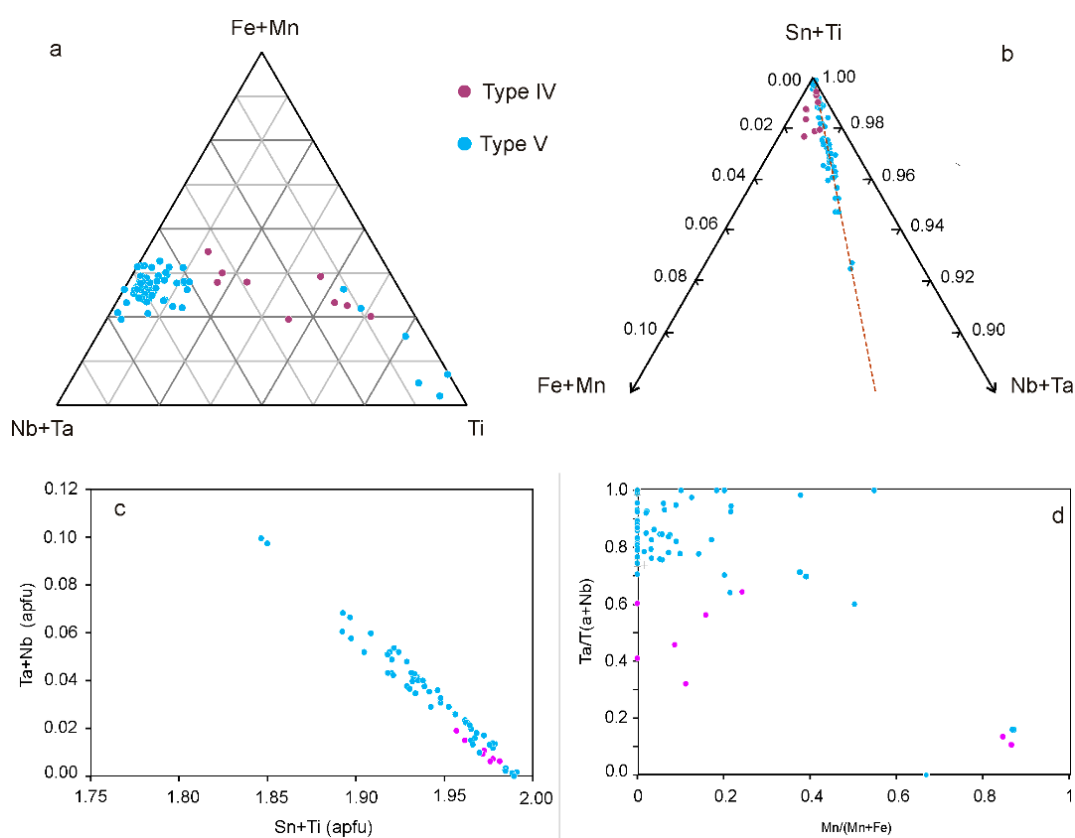 a
Fe+Mn
Type IV
Type V
Nb+Ta
Ti
Sn+Ti
b
0.00
1.00
0.02
0.98
0.04
0.96
0.06
0.94
0.08
0.92
0.10
0.90
Fe+Mn
Nb+Ta
c
Ta+Nb (apfu)
0.12
0.10
0.08
0.06
0.04
0.02
0.00
1.75
1.80
1.85
1.90
1.95
2.00
Sn+Ti (apfu)
d
Ta/T(a+Nb)
1.0
0.8
0.6
0.4
0.2
0.0
0
0.2
0.4
0.6
0.8
1
Mn/(Mn+Fe)